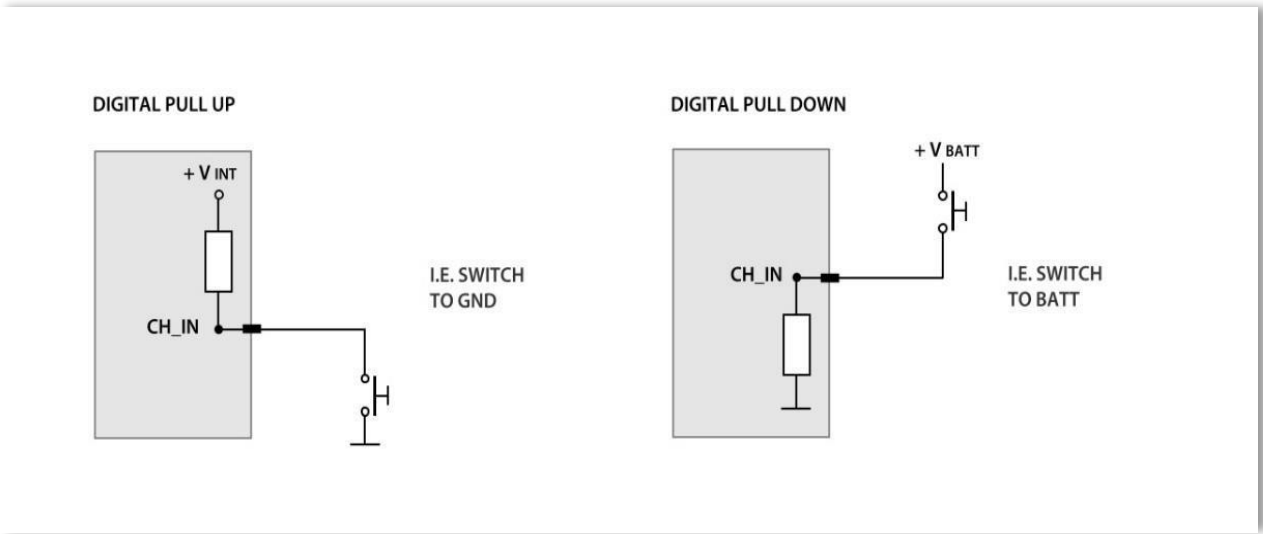 DIGITAL PULL UP
+ V INT
CH_IN
I.E. SWITCH
TO GND
DIGITAL PULL DOWN
+ V BATT
CH_IN
I.E. SWITCH
TO BATT